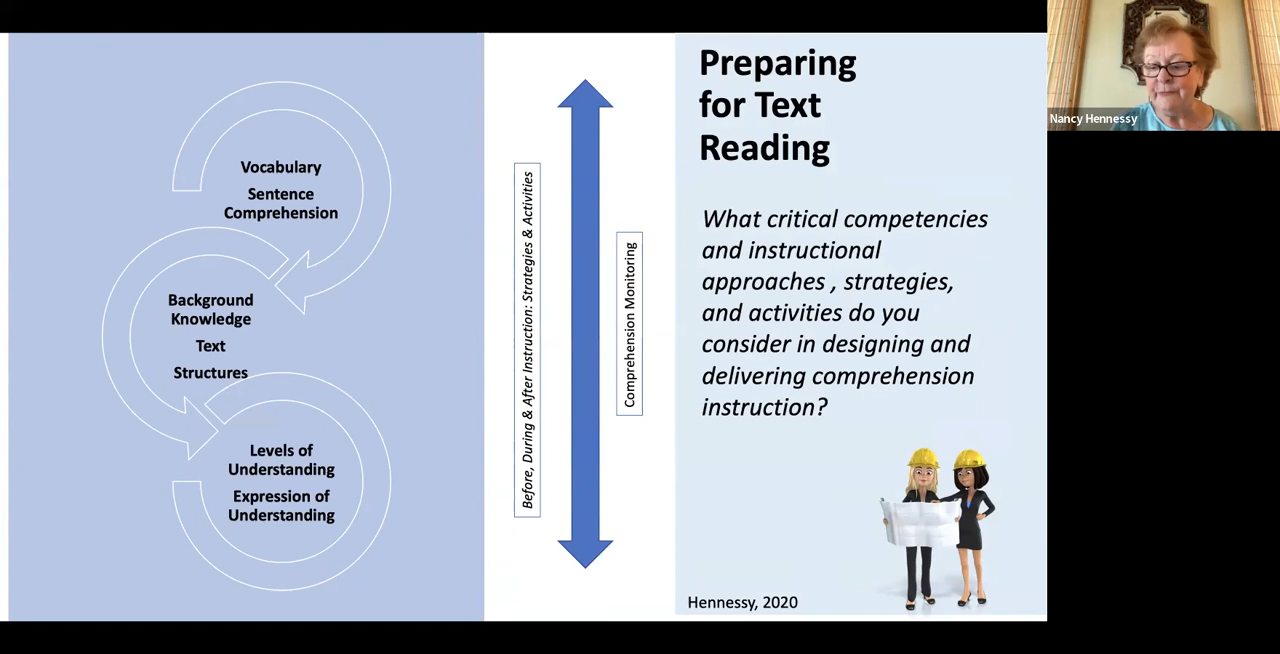 Vocabulary
Sentence
Comprehension
Background
Knowledge
Text
Structures
Levels of
Understanding
Expression of
Understanding
Before, During & After Instruction: Strategies & Activities
Comprehension Monitoring
Preparing
for Text
Reading
What critical competencies
and instructional
approaches , strategies,
and activities do you
consider in designing and
delivering comprehension
instruction?
Hennessy, 2020
Nancy Hennessy